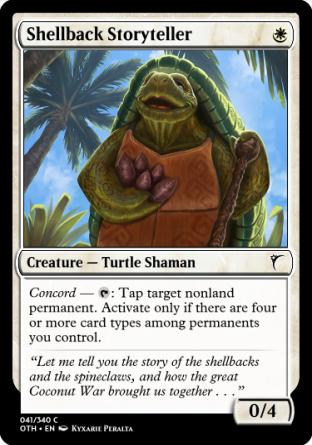 Shellback Storyteller
Creature — Turtle Shaman
Concord — : Tap target nonland
permanent. Activate only if there are four
or more card types among permanents
you control.
“Let me tell you the story of the shellbacks
and the spineclaws, and how the great
Coconut War brought us together . . .”
0/4
041/340 C
OTH • EN Kyxarie Peralta